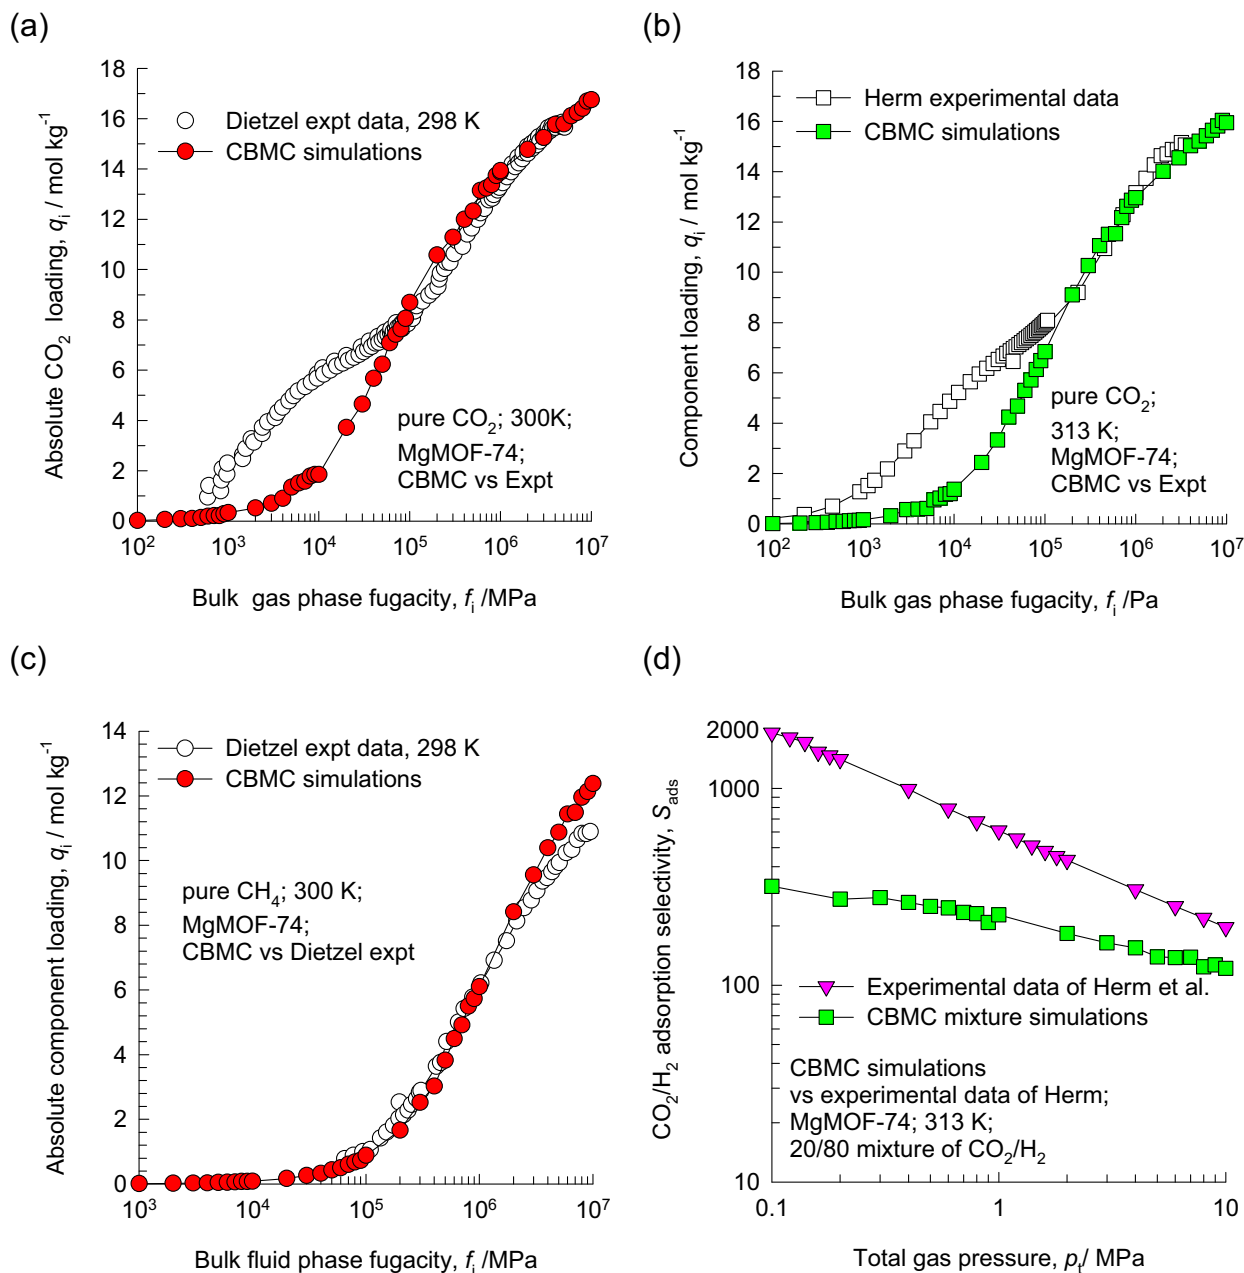 (a)
Absolute CO2 loading, qi / mol kg-1
18
16
14
12
10
8
6
4
2
0
Dietzel expt data, 298 K
CBMC simulations
pure CO2; 300K;
MgMOF-74;
CBMC vs Expt
10^2 10^3 10^4 10^5 10^6 10^7
Bulk gas phase fugacity, fi /MPa
(b)
Component loading, qi / mol kg-1
18
16
14
12
10
8
6
4
2
0
Herm experimental data
CBMC simulations
pure CO2;
313 K;
MgMOF-74;
CBMC vs Expt
10^2 10^3 10^4 10^5 10^6 10^7
Bulk gas phase fugacity, fi /Pa
(c)
Absolute component loading, qi / mol kg-1
14
12
10
8
6
4
2
0
Dietzel expt data, 298 K
CBMC simulations
pure CH4; 300 K;
MgMOF-74;
CBMC vs Dietzel expt
10^3 10^4 10^5 10^6 10^7
Bulk fluid phase fugacity, fi /MPa
(d)
CO2/H2 adsorption selectivity, Sads
2000
1000
100
10
Experimental data of Herm et al.
CBMC mixture simulations
CBMC simulations
vs experimental data of Herm;
MgMOF-74; 313 K;
20/80 mixture of CO2/H2
0.1 1 10
Total gas pressure, pt/ MPa